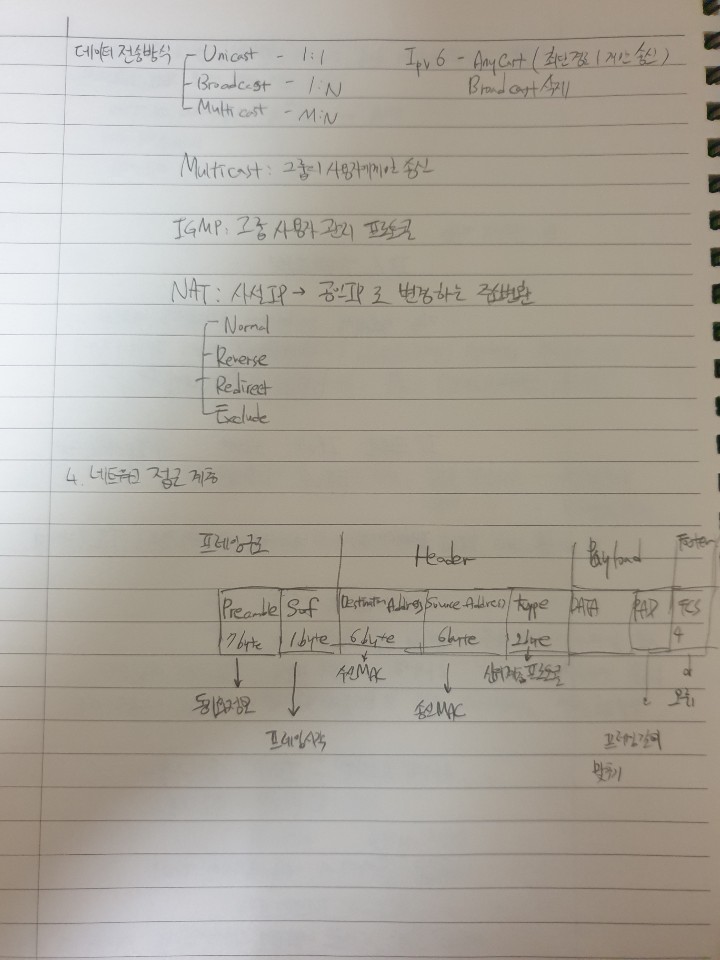 데이터 전송방식 Unicast - 1:1 Ipv6 - AnyCast (최단경로 1개만 송신)
Broadcast - 1:N Broadcast 삭제
Multicast - M:N
Multicast: 그룹의 사용자에게만 송신
IGMP: 그룹 사용자 관리 프로토콜
NAT: 사설IP → 공인IP로 변경하는 주소변환
Normal
Reverse
Redirect
Exclude
4. 네트워크 접근 계층
프레임구조 Header Payload
Preamble Sof Destination Address Source Address type DATA PAD FCS
7byte 1byte 6byte 6byte 2byte 4
수신MAC 상위계층 프로토콜
동기화정보 송신MAC 오류
프레임시작 프레임길이
맞추기